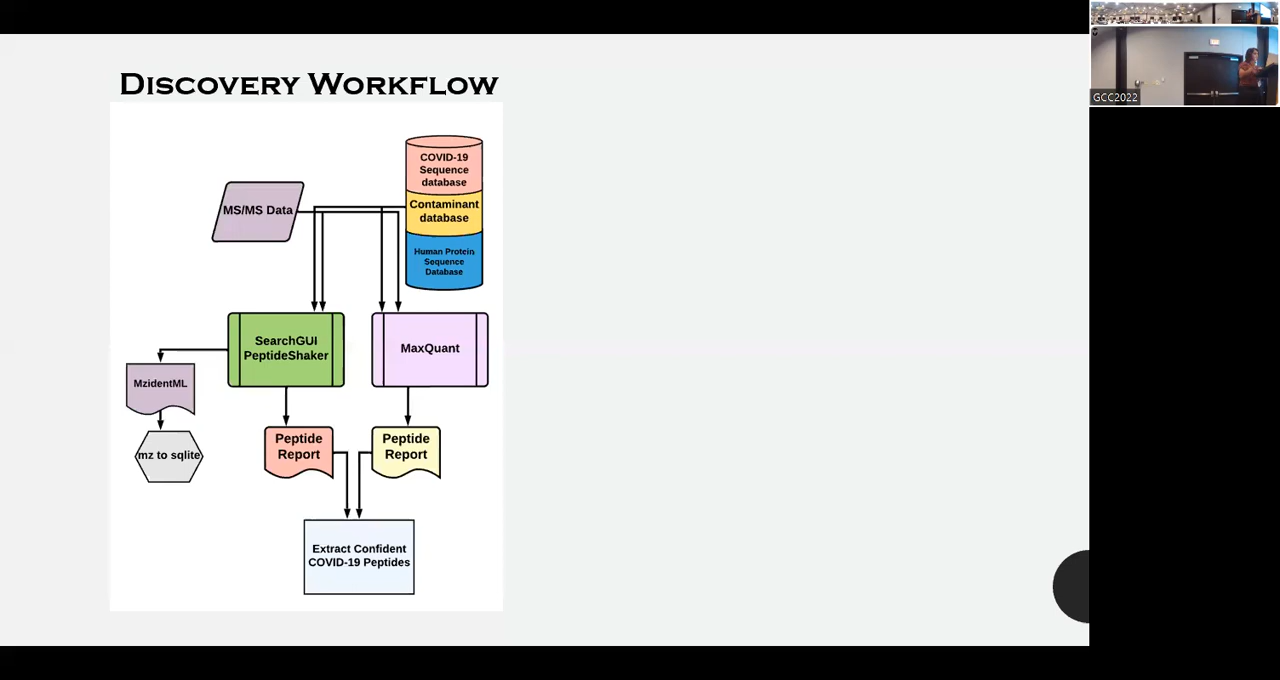 DISCOVERY WORKFLOW
COVID-19
Sequence
database
MS/MS Data
Contaminant
database
Human Protein
Sequence
Database
SearchGUI
PeptideShaker
MaxQuant
MzidentML
mz to sqlite
Peptide
Report
Peptide
Report
Extract Confident
COVID-19 Peptides
GCC2022